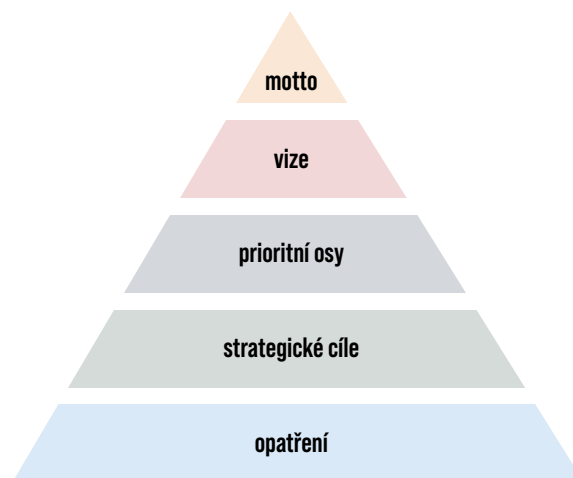 motto
vize
prioritní osy
strategické cíle
opatření